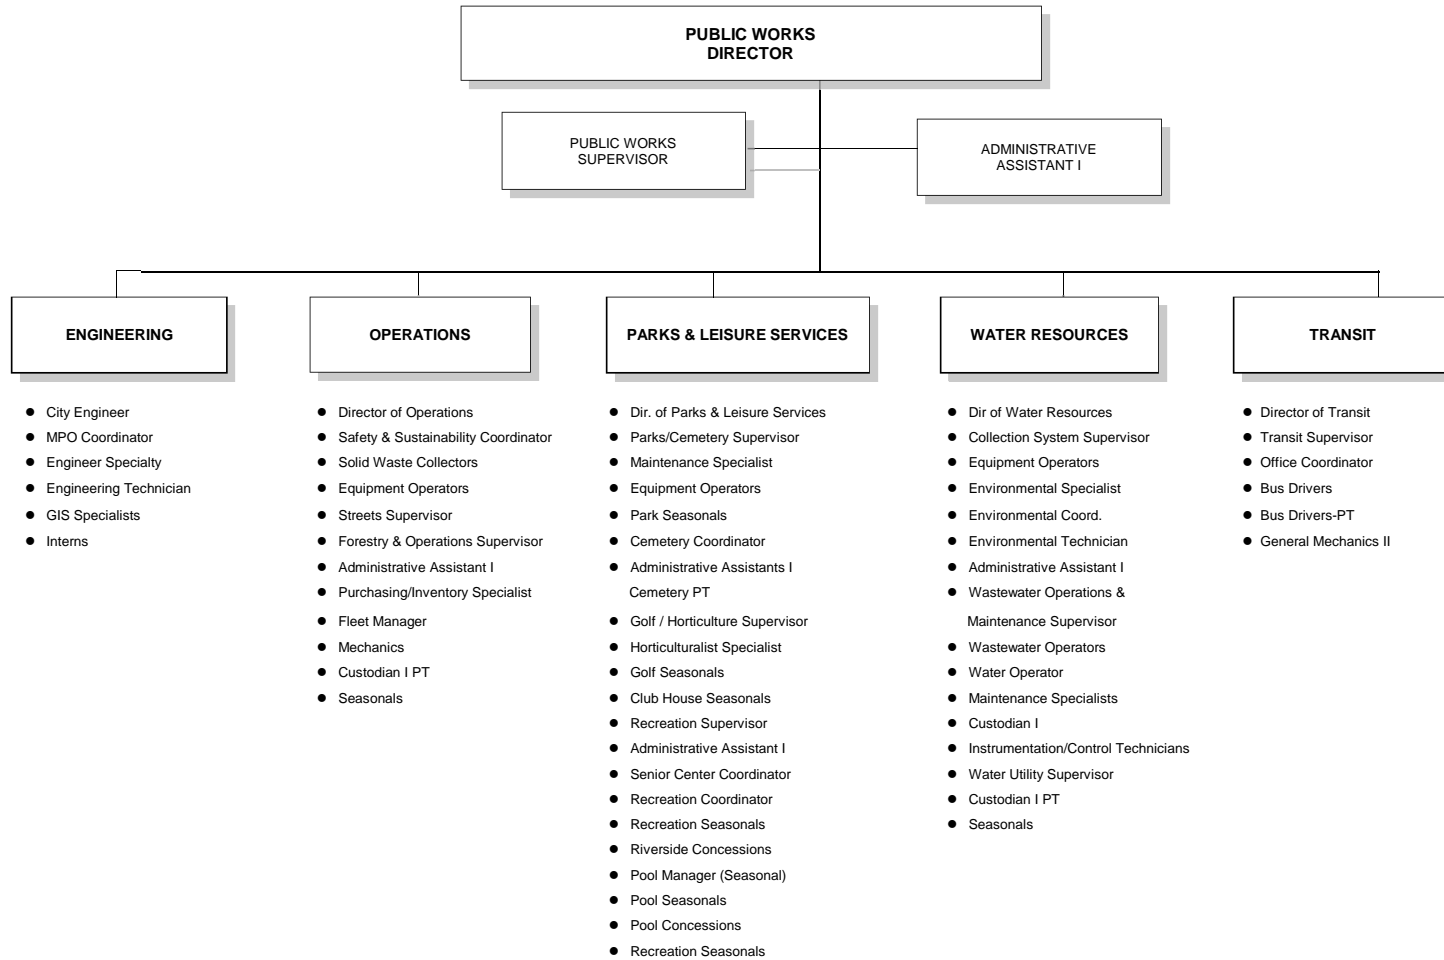 PUBLIC WORKS
DIRECTOR
PUBLIC WORKS
SUPERVISOR
ADMINISTRATIVE
ASSISTANT I
ENGINEERING
● City Engineer
● MPO Coordinator
● Engineer Specialty
● Engineering Technician
● GIS Specialists
● Interns
OPERATIONS
● Director of Operations
● Safety & Sustainability Coordinator
● Solid Waste Collectors
● Equipment Operators
● Streets Supervisor
● Forestry & Operations Supervisor
● Administrative Assistant I
● Purchasing/Inventory Specialist
● Fleet Manager
● Mechanics
● Custodian I PT
● Seasonals
PARKS & LEISURE SERVICES
● Dir. of Parks & Leisure Services
● Parks/Cemetery Supervisor
● Maintenance Specialist
● Equipment Operators
● Park Seasonals
● Cemetery Coordinator
● Administrative Assistants I
Cemetery PT
● Golf / Horticulture Supervisor
● Horticulturalist Specialist
● Golf Seasonals
● Club House Seasonals
● Recreation Supervisor
● Administrative Assistant I
● Senior Center Coordinator
● Recreation Coordinator
● Recreation Seasonals
● Riverside Concessions
● Pool Manager (Seasonal)
● Pool Seasonals
● Pool Concessions
● Recreation Seasonals
WATER RESOURCES
● Dir of Water Resources
● Collection System Supervisor
● Equipment Operators
● Environmental Specialist
● Environmental Coord.
● Environmental Technician
● Administrative Assistant I
● Wastewater Operations &
Maintenance Supervisor
● Wastewater Operators
● Water Operator
● Maintenance Specialists
● Custodian I
● Instrumentation/Control Technicians
● Water Utility Supervisor
● Custodian I PT
● Seasonals
TRANSIT
● Director of Transit
● Transit Supervisor
● Office Coordinator
● Bus Drivers
● Bus Drivers-PT
● General Mechanics II